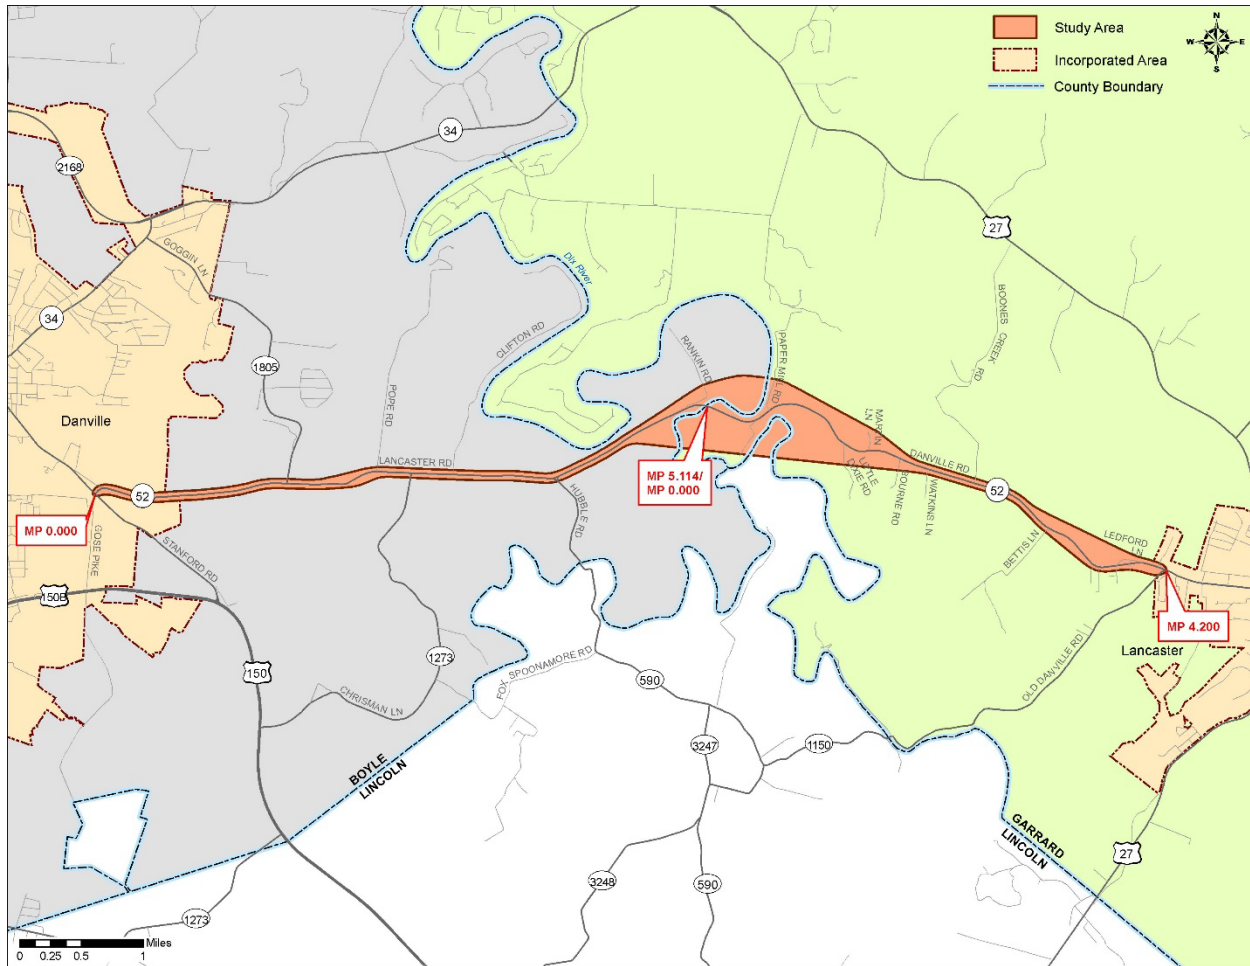 Study Area
Incorporated Area
County Boundary
N
W E
S
34
2168
27
GOGGIN LN
Dix River
BOONES CREEK RD
34
1805
CLIFTON RD
RANKIN RD
PAPER MILL RD
POPE RD
Danville
MARTIN LN
LANCASTER RD
DANVILLE RD
LITTLE DIXIE RD
BOURNE RD
WATKINS LN
MP 5.114/
MP 0.000
52
52
HUBBLE RD
MP 0.000
GOSE PIKE
STANFORD RD
BETTIS LN
LEDFORD LN
150B
MP 4.200
Lancaster
OLD DANVILLE RD
1273
150
FOX SPOONAMORE RD
590
CHRISMAN LN
3247
1150
BOYLE
LINCOLN
GARRARD
LINCOLN
27
3248
590
1273
Miles
0 0.25 0.5 1